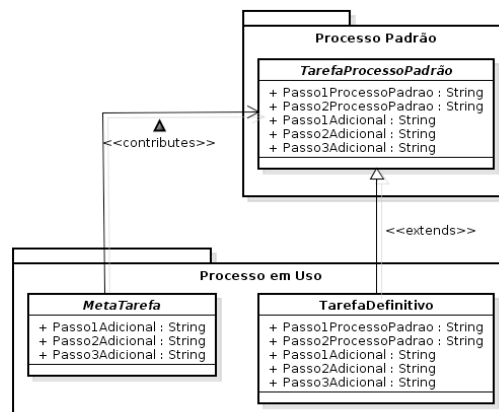 Processo Padrão
TarefaProcessoPadrão
+ Passo1ProcessoPadrao : String
+ Passo2ProcessoPadrao : String
+ Passo1Adicional : String
+ Passo2Adicional : String
+ Passo3Adicional : String
<<contributes>>
<<extends>>
Processo em Uso
MetaTarefa
+ Passo1Adicional : String
+ Passo2Adicional : String
+ Passo3Adicional : String
TarefaDefinitivo
+ Passo1ProcessoPadrao : String
+ Passo2ProcessoPadrao : String
+ Passo1Adicional : String
+ Passo2Adicional : String
+ Passo3Adicional : String